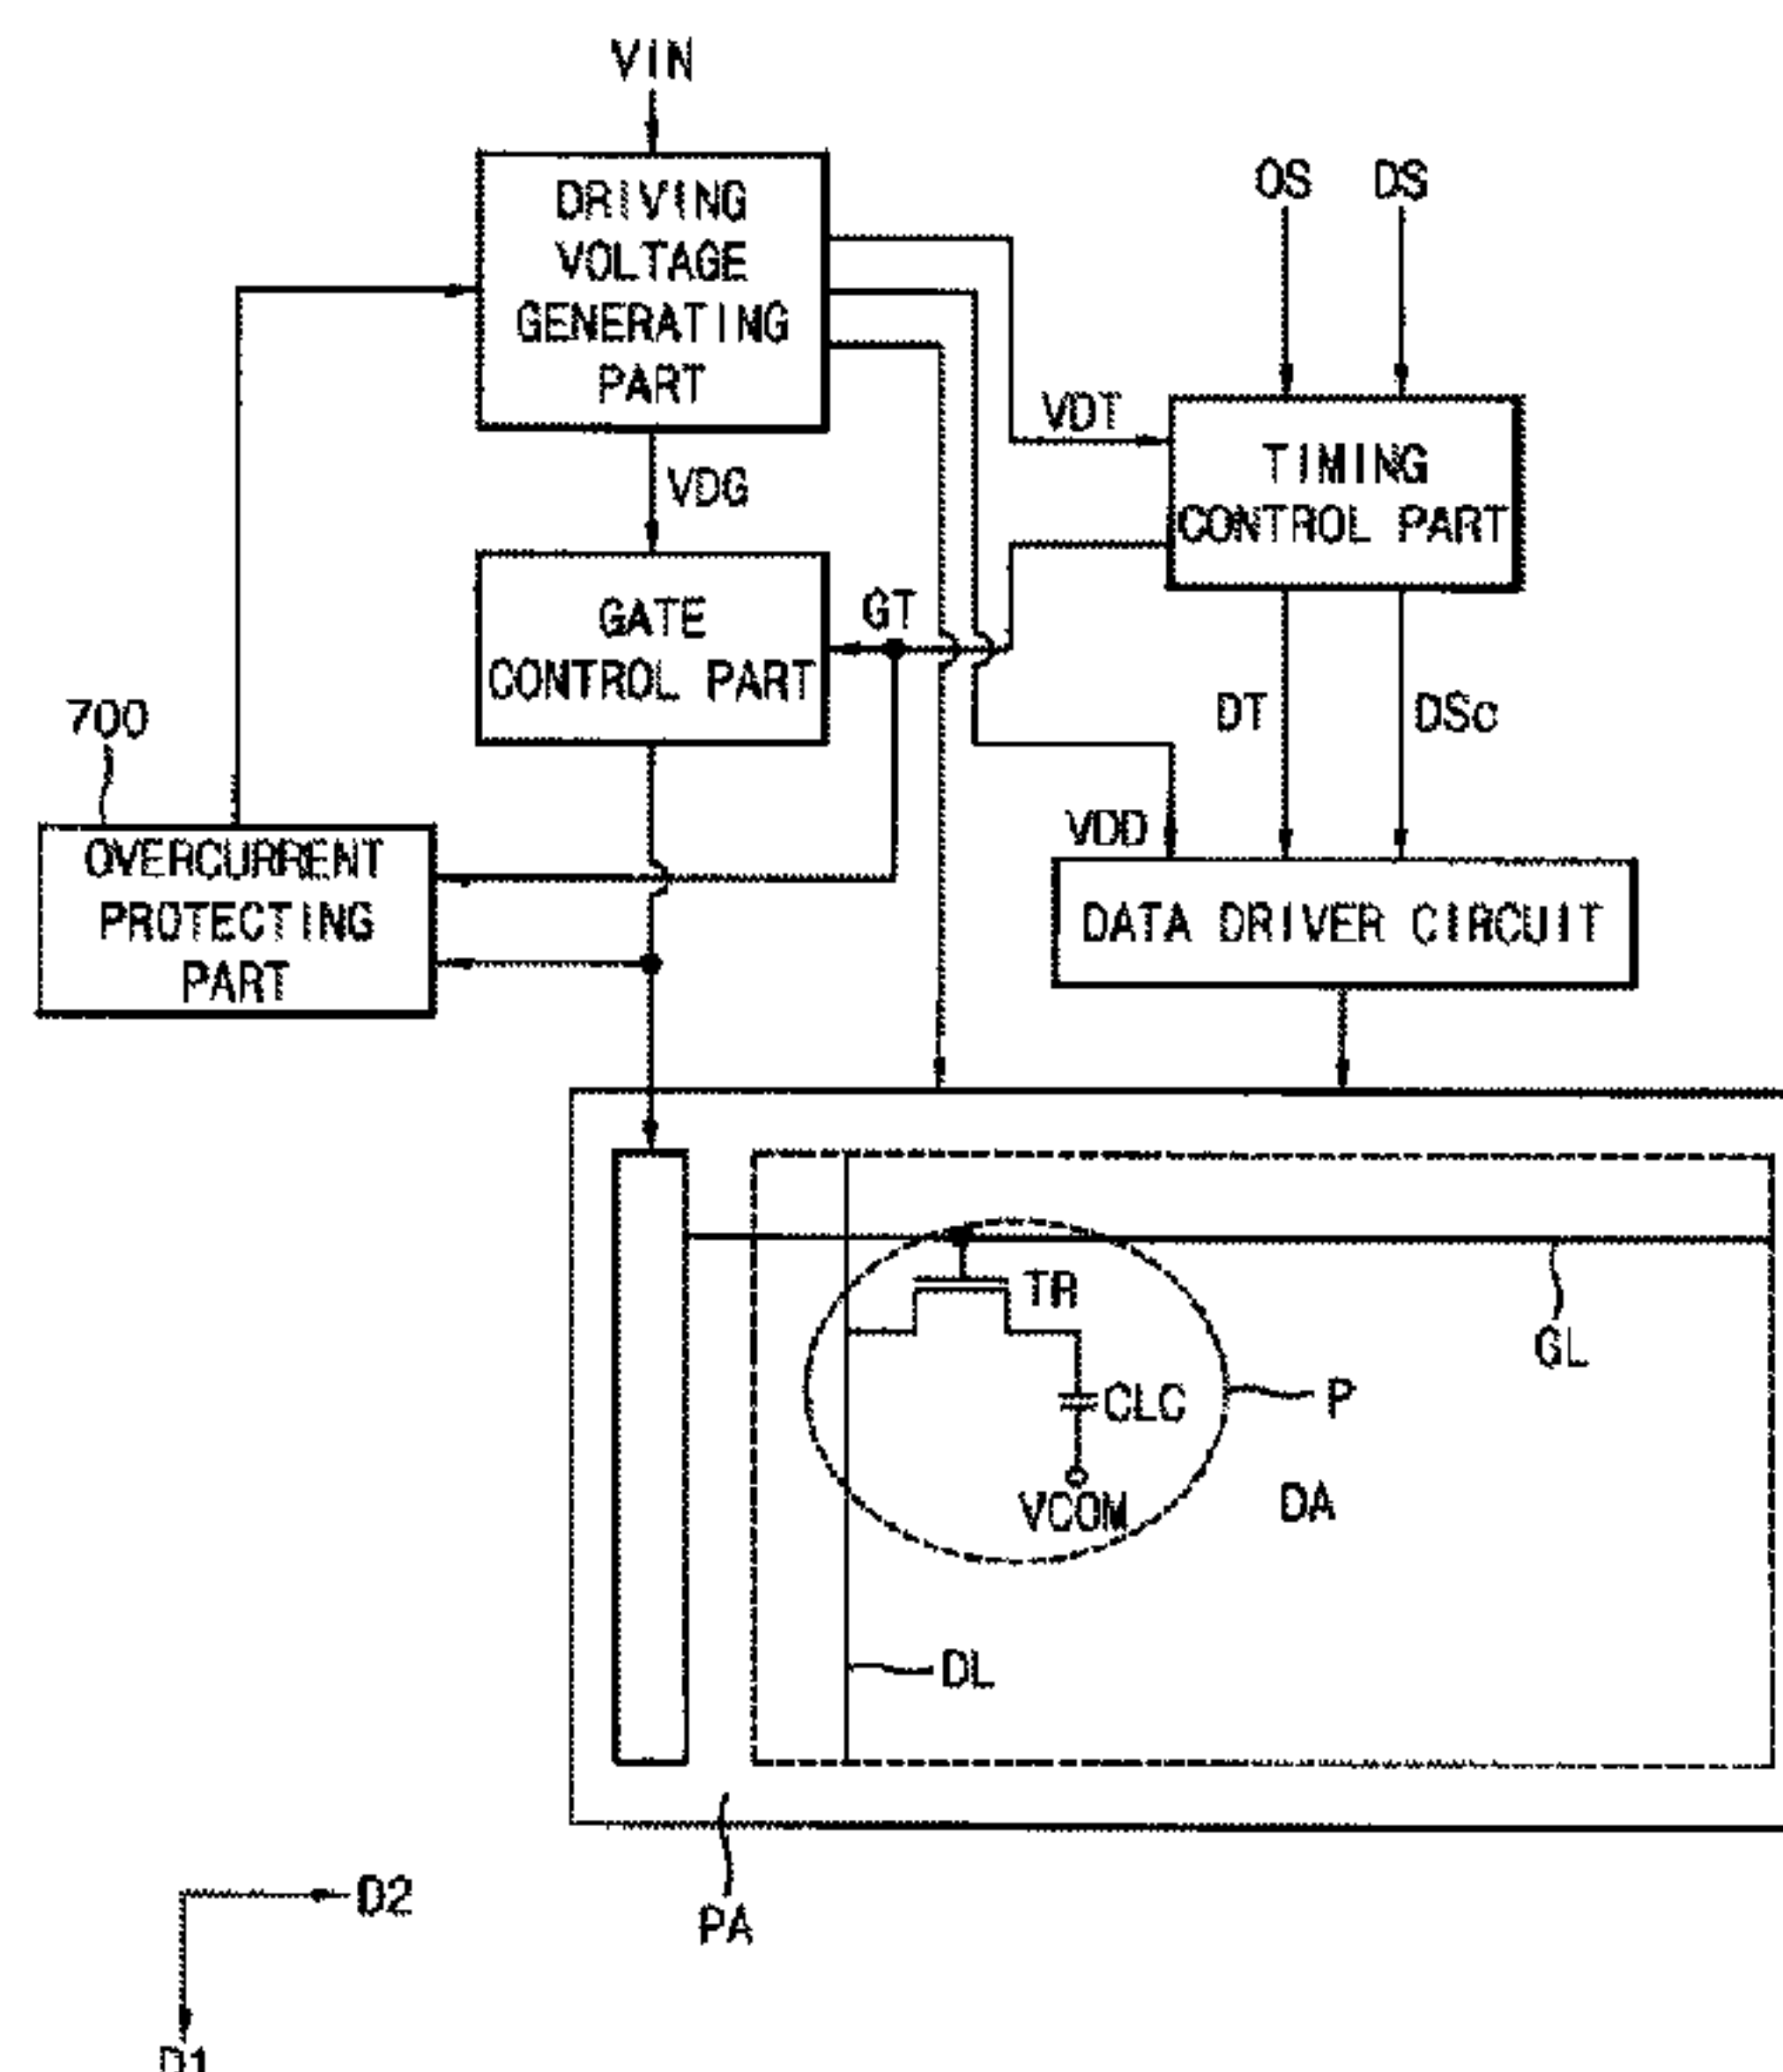 VIN
DRIVING
VOLTAGE
GENERATING
PART
OS
DS
VDT
TIMING
CONTROL PART
VDG
GATE
CONTROL PART
GT
700
DT
DSc
OVERCURRENT
PROTECTING
PART
VDD
DATA DRIVER CIRCUIT
TR
GL
CLC
P
VCOM
DA
DL
D2
PA
D1